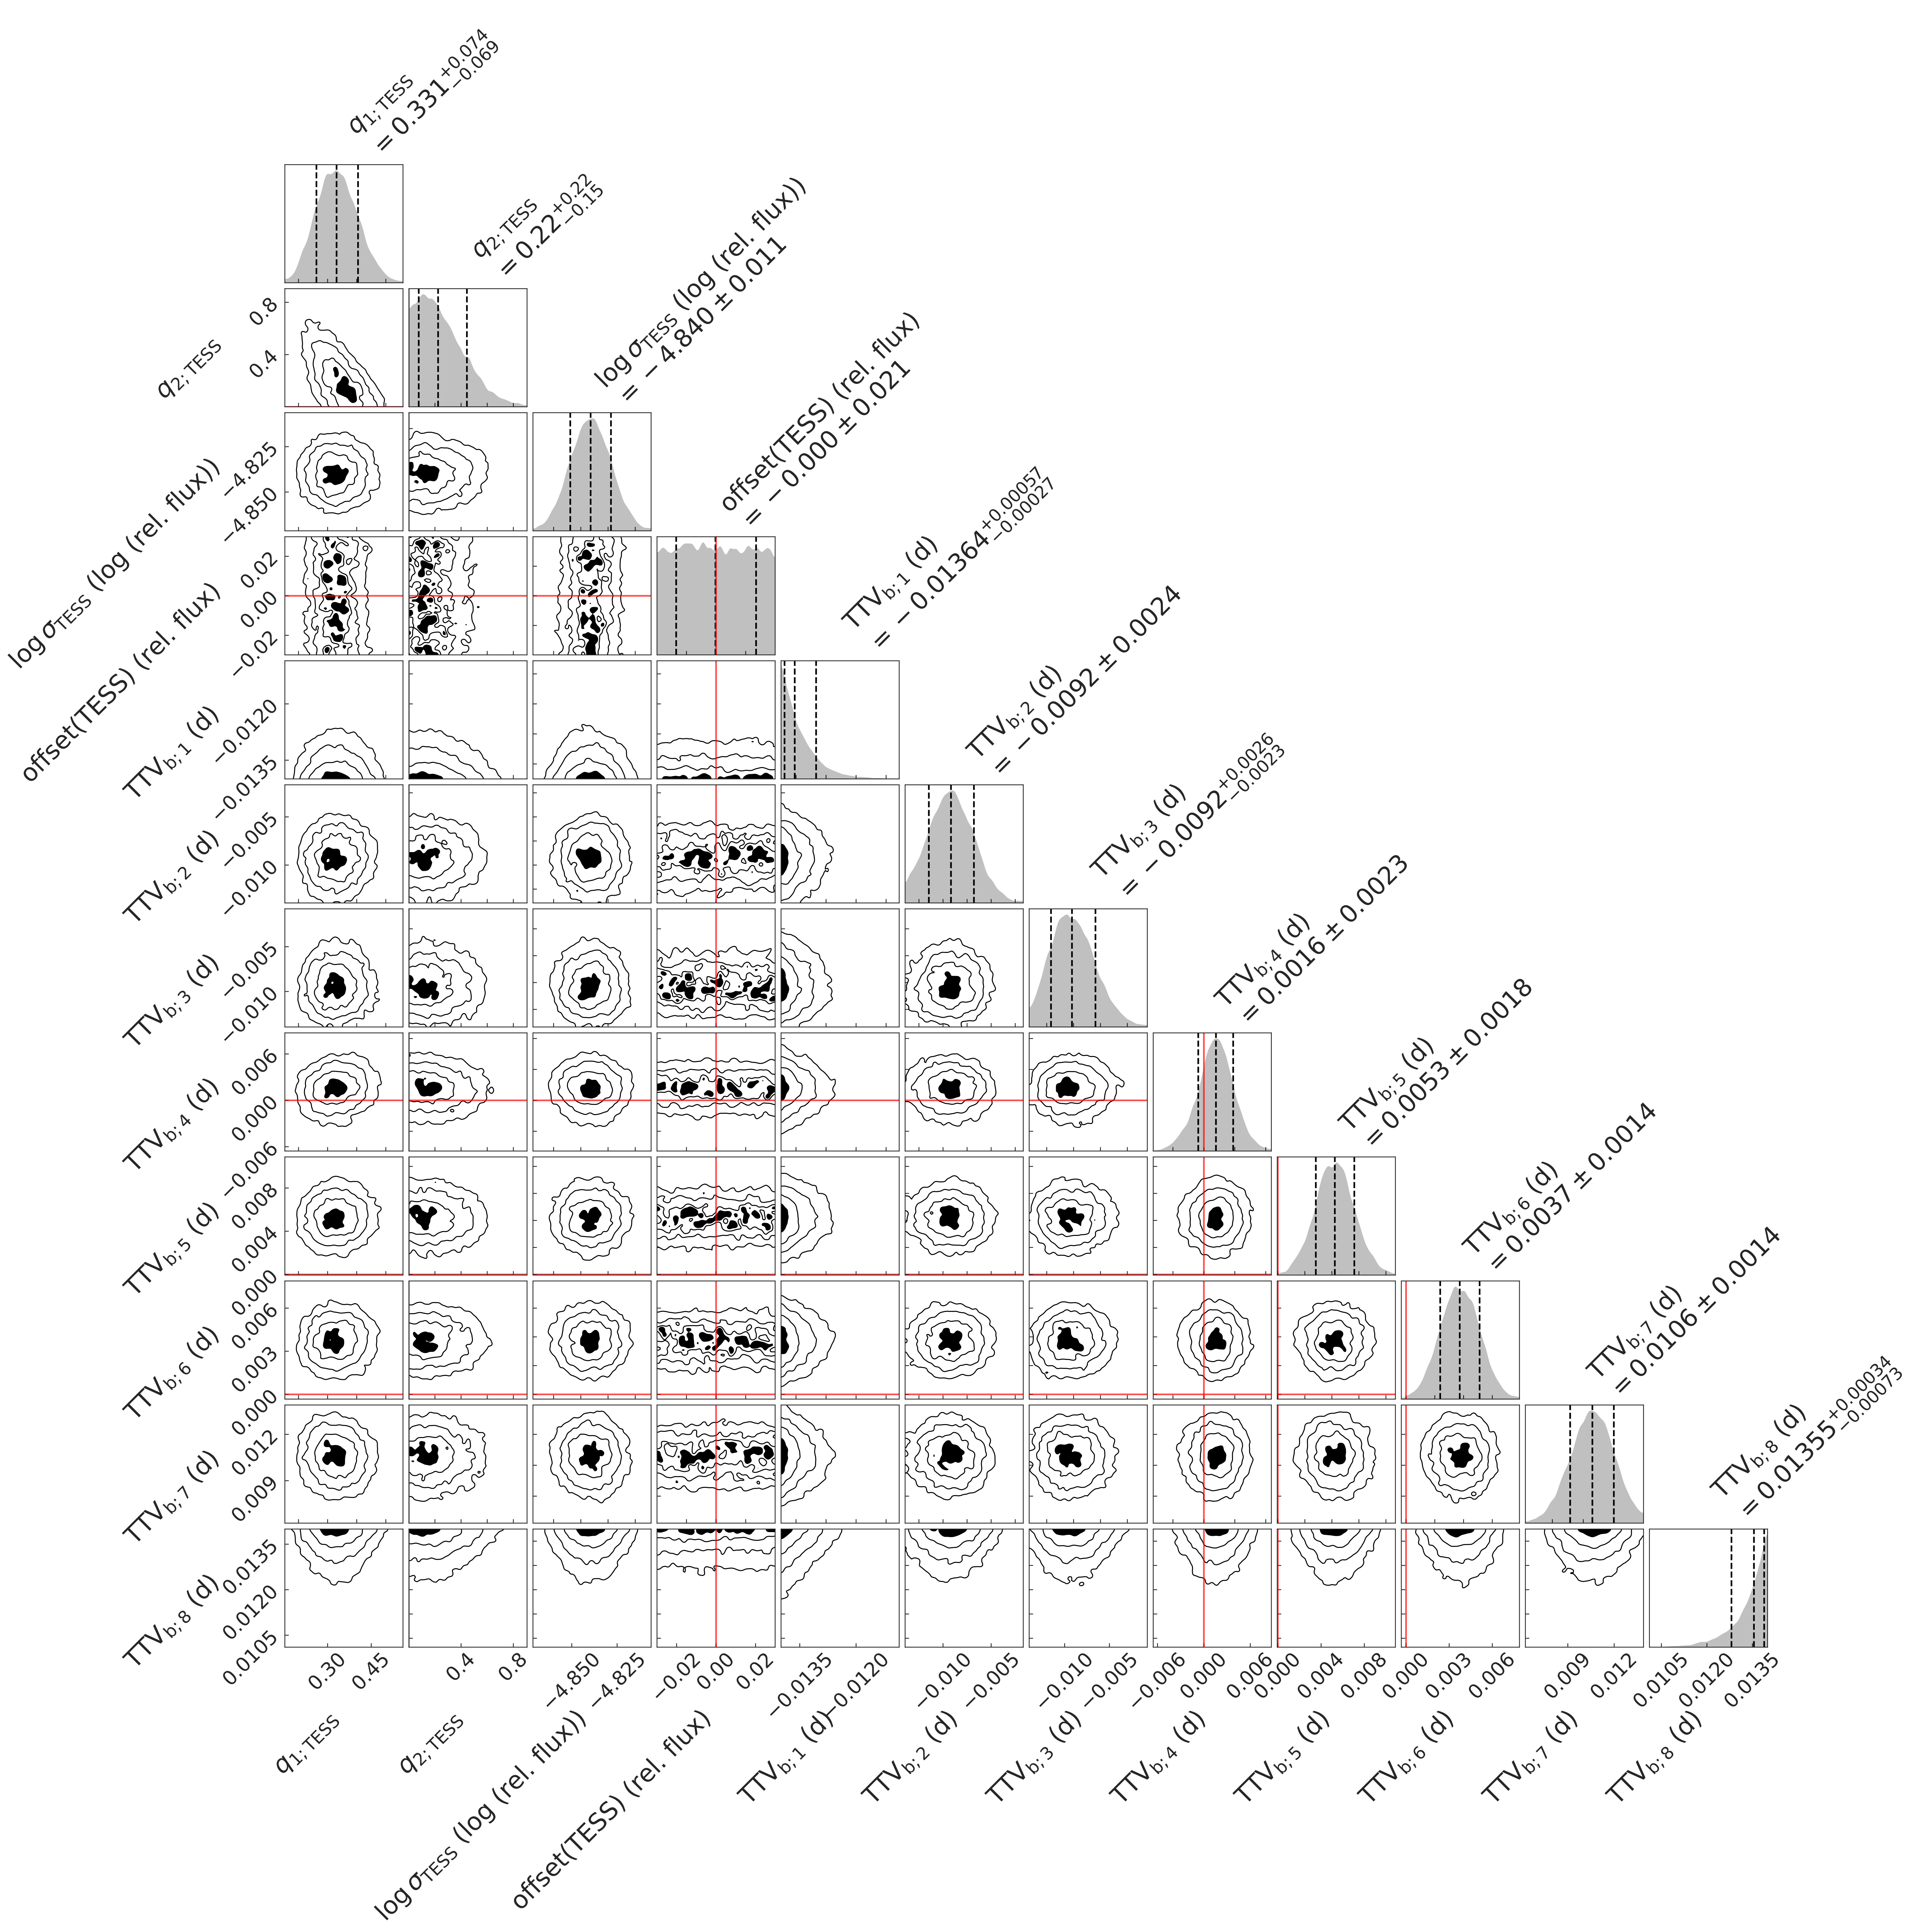 q1; TESS
= 0.331 +0.074 −0.069
q2; TESS
= 0.22 +0.22 −0.15
log σTESS (log (rel. flux))
= − 4.840 ± 0.011
offset(TESS) (rel. flux)
= − 0.000 ± 0.021
TTVb; 1 (d)
= − 0.01364 +0.00057 −0.00027
TTVb; 2 (d)
= − 0.0092 ± 0.0024
TTVb; 3 (d)
= − 0.0092 +0.0026 −0.0023
TTVb; 4 (d)
= 0.0016 ± 0.0023
TTVb; 5 (d)
= 0.0053 ± 0.0018
TTVb; 6 (d)
= 0.0037 ± 0.0014
TTVb; 7 (d)
= 0.0106 ± 0.0014
TTVb; 8 (d)
= 0.01355 +0.00034 −0.00073
q2; TESS
0.8
0.4
log σTESS (log (rel. flux))
−4.825
−4.850
offset(TESS) (rel. flux)
0.02
0.00
−0.02
TTVb; 1 (d)
−0.0120
−0.0135
TTVb; 2 (d)
−0.005
−0.010
TTVb; 3 (d)
−0.005
−0.010
TTVb; 4 (d)
0.006
0.000
−0.006
TTVb; 5 (d)
0.008
0.004
0.000
TTVb; 6 (d)
0.006
0.003
0.000
TTVb; 7 (d)
0.012
0.009
TTVb; 8 (d)
0.0135
0.0120
0.0105
0.30 0.45
0.4 0.8
−4.850 −4.825
−0.02 0.00 0.02
−0.0135 −0.0120
−0.010 −0.005
−0.010 −0.005
−0.006 0.000 0.006
0.000 0.004 0.008
0.000 0.003 0.006
0.009 0.012
0.0105 0.0120 0.0135
q1; TESS
q2; TESS
log σTESS (log (rel. flux))
offset(TESS) (rel. flux)
TTVb; 1 (d)
TTVb; 2 (d)
TTVb; 3 (d)
TTVb; 4 (d)
TTVb; 5 (d)
TTVb; 6 (d)
TTVb; 7 (d)
TTVb; 8 (d)